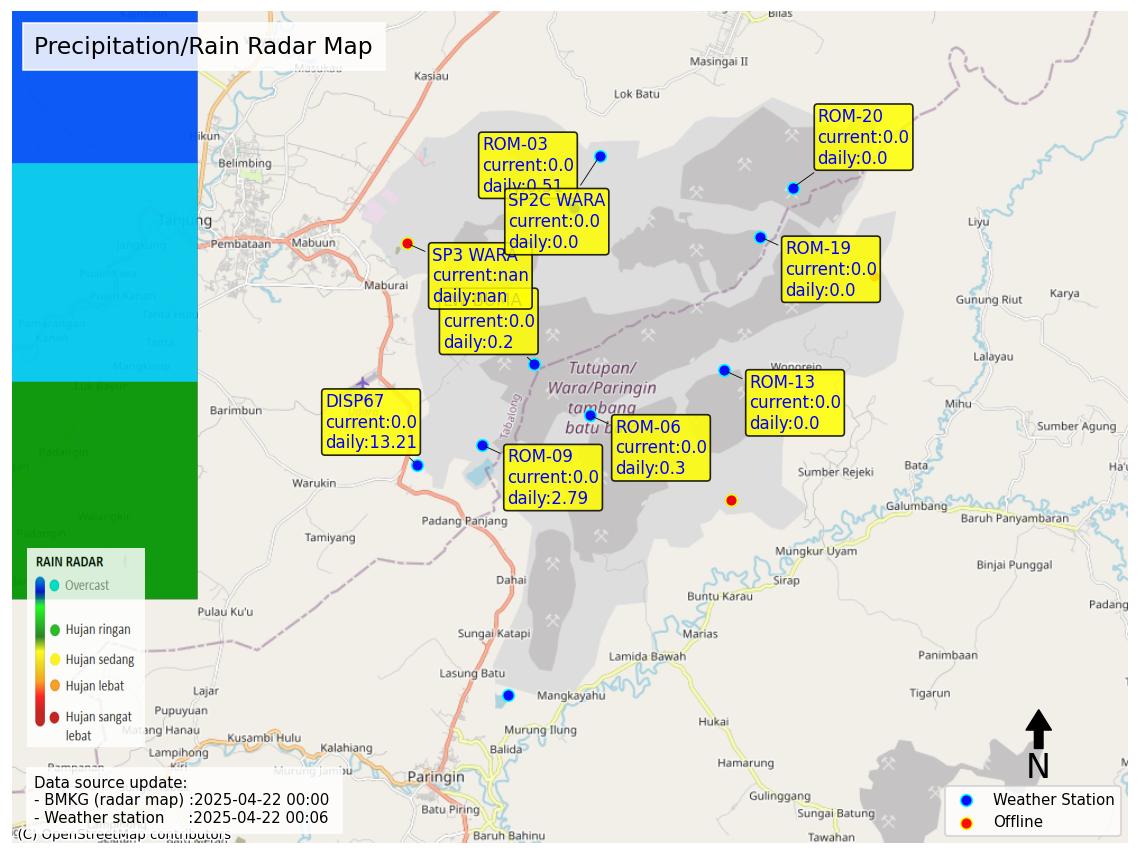 Precipitation/Rain Radar Map
Bilas
Masingai II
Kasiau
Lok Batu
Hikun
Belimbing
Tanjung
Pembataan
Mabuun
Maburai
Jangkung
Mangkusip
Barimbun
Warukin
Tamiyang
Padang Panjang
Dahai
Pulau Ku'u
Sungai Katapi
Lasung Batu
Mangkayahu
Murung Ilung
Balida
Paringin
Batu Piring
Baruh Bahinu
Lajar
Pupuyuan
Matang Hanau
Lampihong
Kusambi Hulu
Kalahiang
Murung Jambu
Liyu
Gunung Riut
Karya
Lalayau
Mihu
Sumber Agung
Wonorejo
Sumber Rejeki
Bata
Galumbang
Baruh Panyambaran
Mungkur Uyam
Binjai Punggal
Sirap
Buntu Karau
Marias
Lamida Bawah
Panimbaan
Tigarun
Hukai
Hamarung
Gulinggang
Sungai Batung
Tawahan
Tabalong
Tutupan/
Wara/Paringin
tambang
batu b
ROM-03
current:0.0
daily:0.51
SP2C WARA
current:0.0
daily:0.0
ROM-20
current:0.0
daily:0.0
ROM-19
current:0.0
daily:0.0
SP3 WARA
current:nan
daily:nan
current:0.0
daily:0.2
ROM-13
current:0.0
daily:0.0
DISP67
current:0.0
daily:13.21
ROM-06
current:0.0
daily:0.3
ROM-09
current:0.0
daily:2.79
RAIN RADAR
Overcast
Hujan ringan
Hujan sedang
Hujan lebat
Hujan sangat
lebat
Data source update:
- BMKG (radar map) :2025-04-22 00:00
- Weather station :2025-04-22 00:06
(C) OpenStreetMap contributors
N
Weather Station
Offline